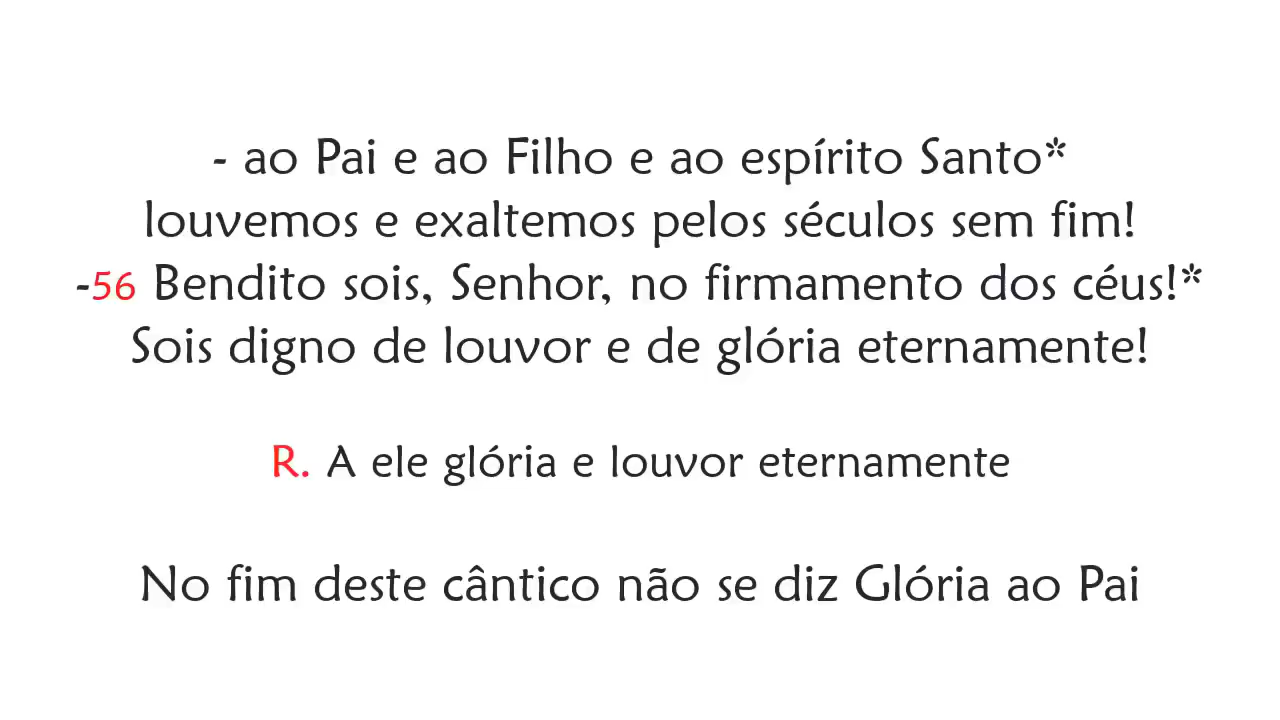 - ao Pai e ao Filho e ao espírito Santo*
louvemos e exaltemos pelos séculos sem fim!
-56 Bendito sois, Senhor, no firmamento dos céus!*
Sois digno de louvor e de glória eternamente!
R. A ele glória e louvor eternamente
No fim deste cântico não se diz Glória ao Pai